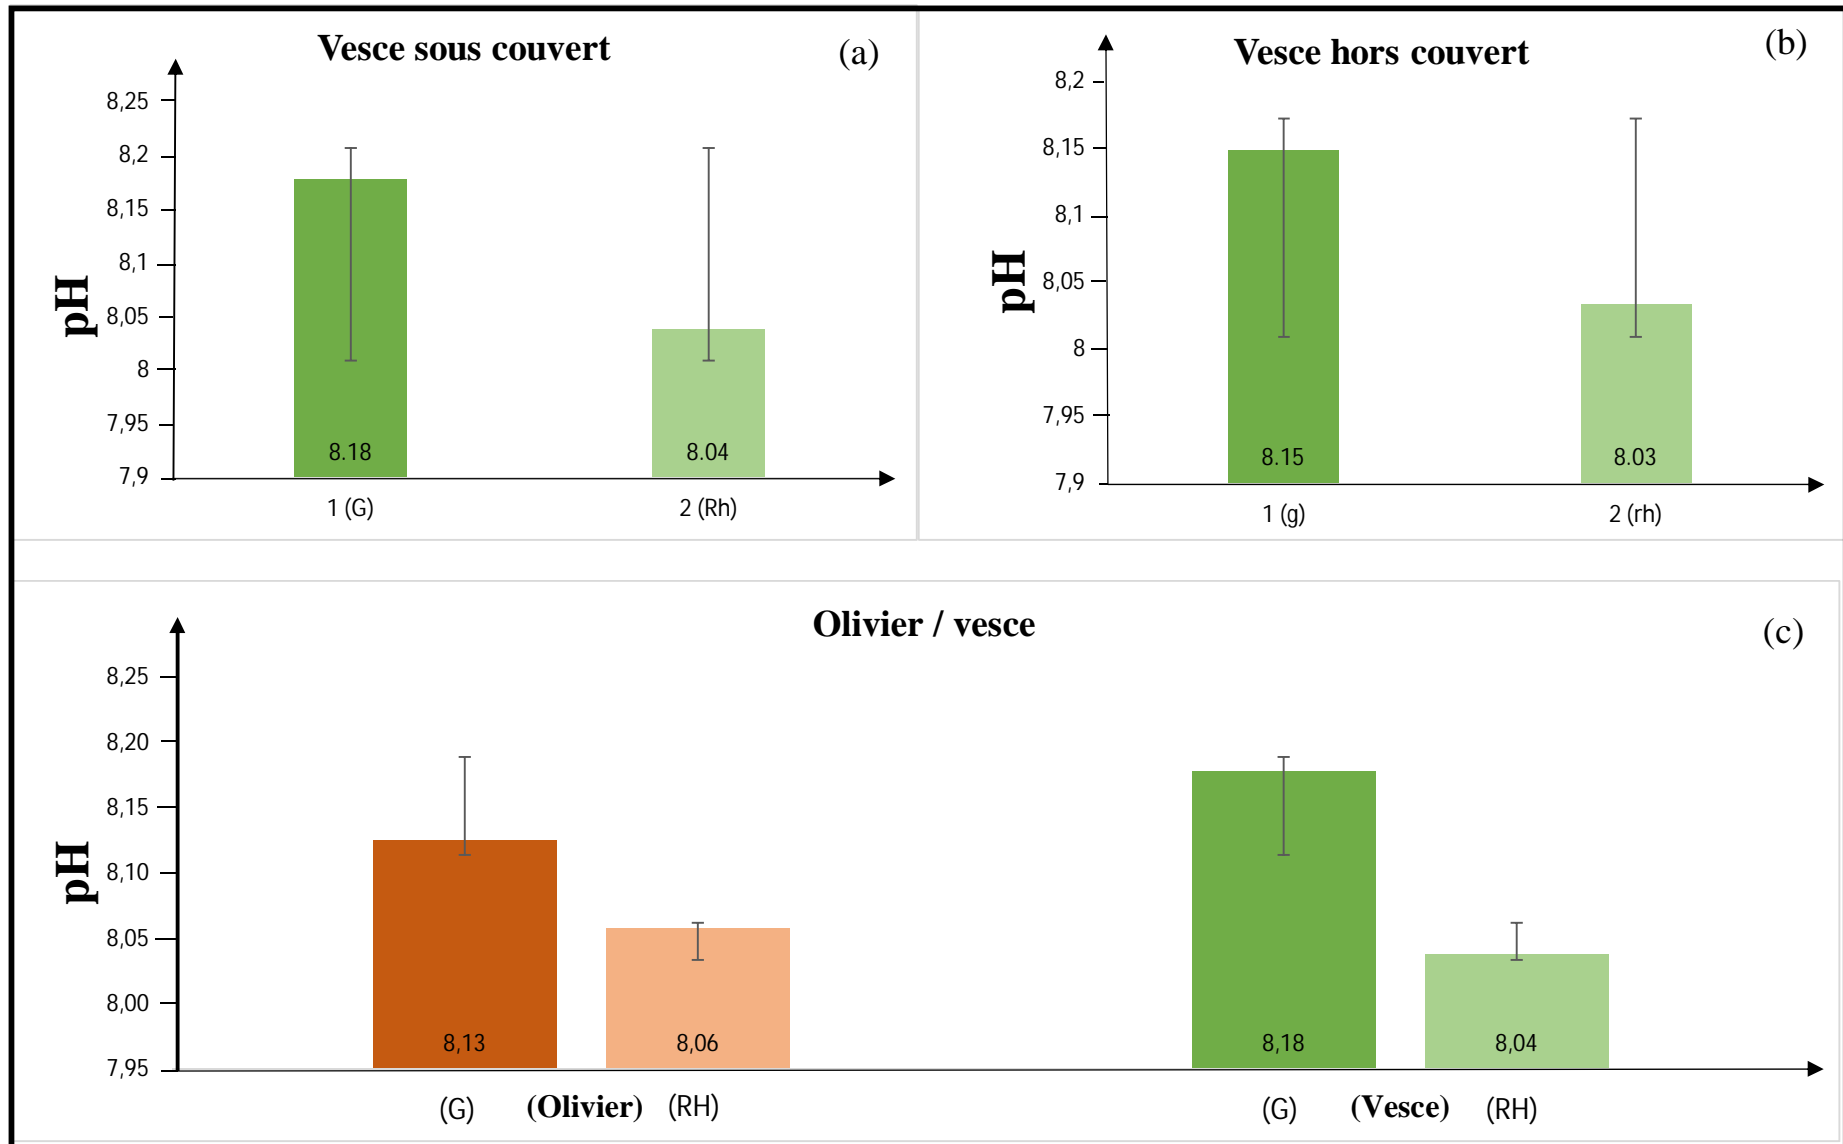 Vesce sous couvert
(a)
8,25
8,2
8,15
8,1
8,05
8
7,95
7,9
pH
8.18
8.04
1 (G)
2 (Rh)
Vesce hors couvert
(b)
8,2
8,15
8,1
8,05
8
7,95
7,9
pH
8.15
8.03
1 (g)
2 (rh)
Olivier / vesce
(c)
8,25
8,20
8,15
8,10
8,05
8,00
7,95
pH
8,13
8,06
8,18
8,04
(G) (Olivier) (RH)
(G) (Vesce) (RH)